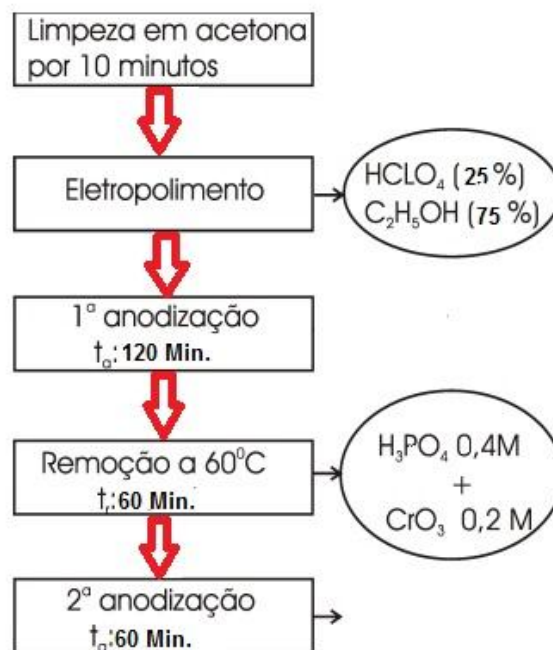 Limpeza em acetona
por 10 minutos
Eletropolimento
HCLO₄ (25 %)
C₂H₅OH (75 %)
1ª anodização
tₐ: 120 Min.
Remoção a 60⁰C
tᵣ: 60 Min.
H₃PO₄ 0,4M
+
CrO₃ 0,2 M
2ª anodização
tₐ: 60 Min.